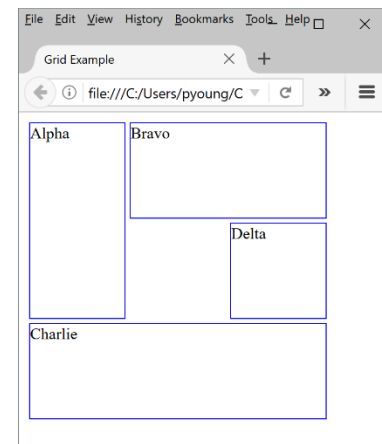 File Edit View History Bookmarks Tools Help
Grid Example
file:///C:/Users/pyoung/C
Alpha
Bravo
Delta
Charlie